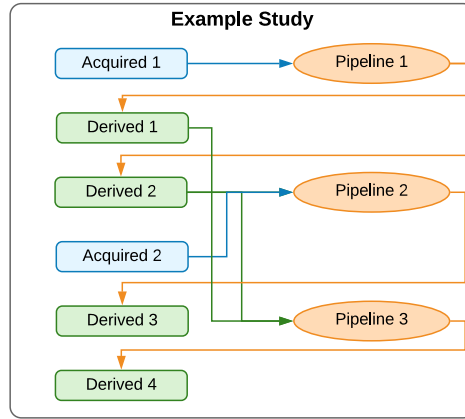 Example Study
Acquired 1
Pipeline 1
Derived 1
Derived 2
Pipeline 2
Acquired 2
Derived 3
Pipeline 3
Derived 4